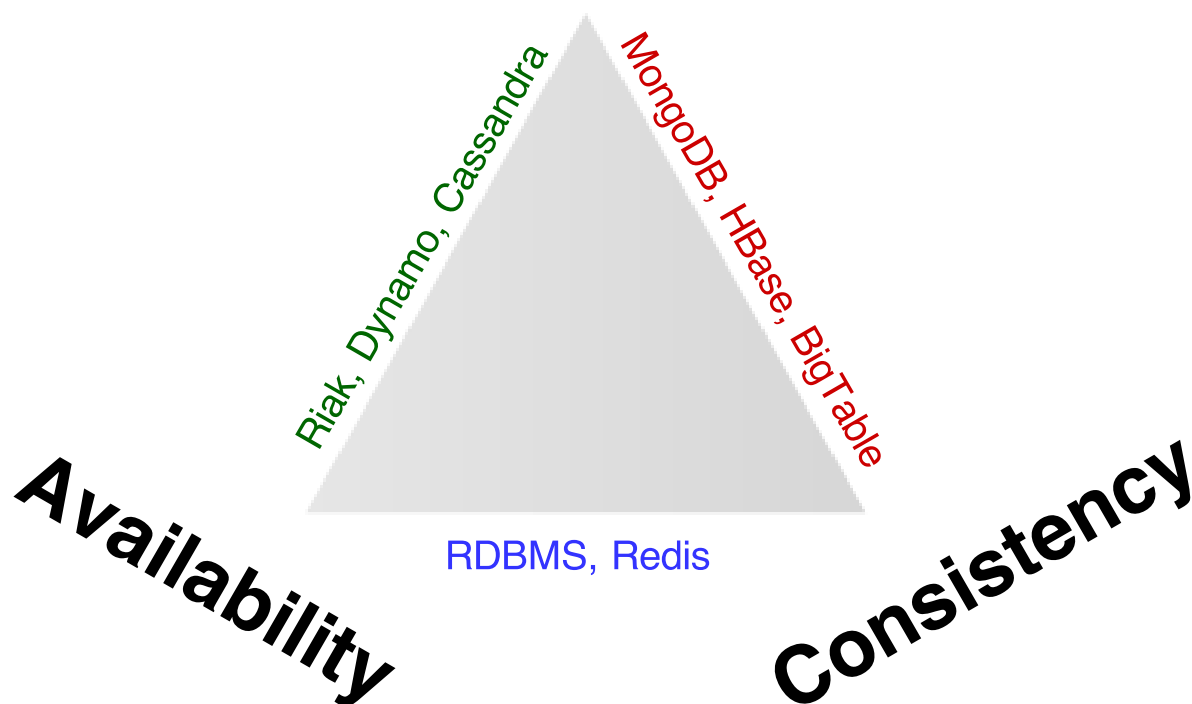 Riak, Dynamo, Cassandra
MongoDB, HBase, BigTable
Availability
RDBMS, Redis
Consistency